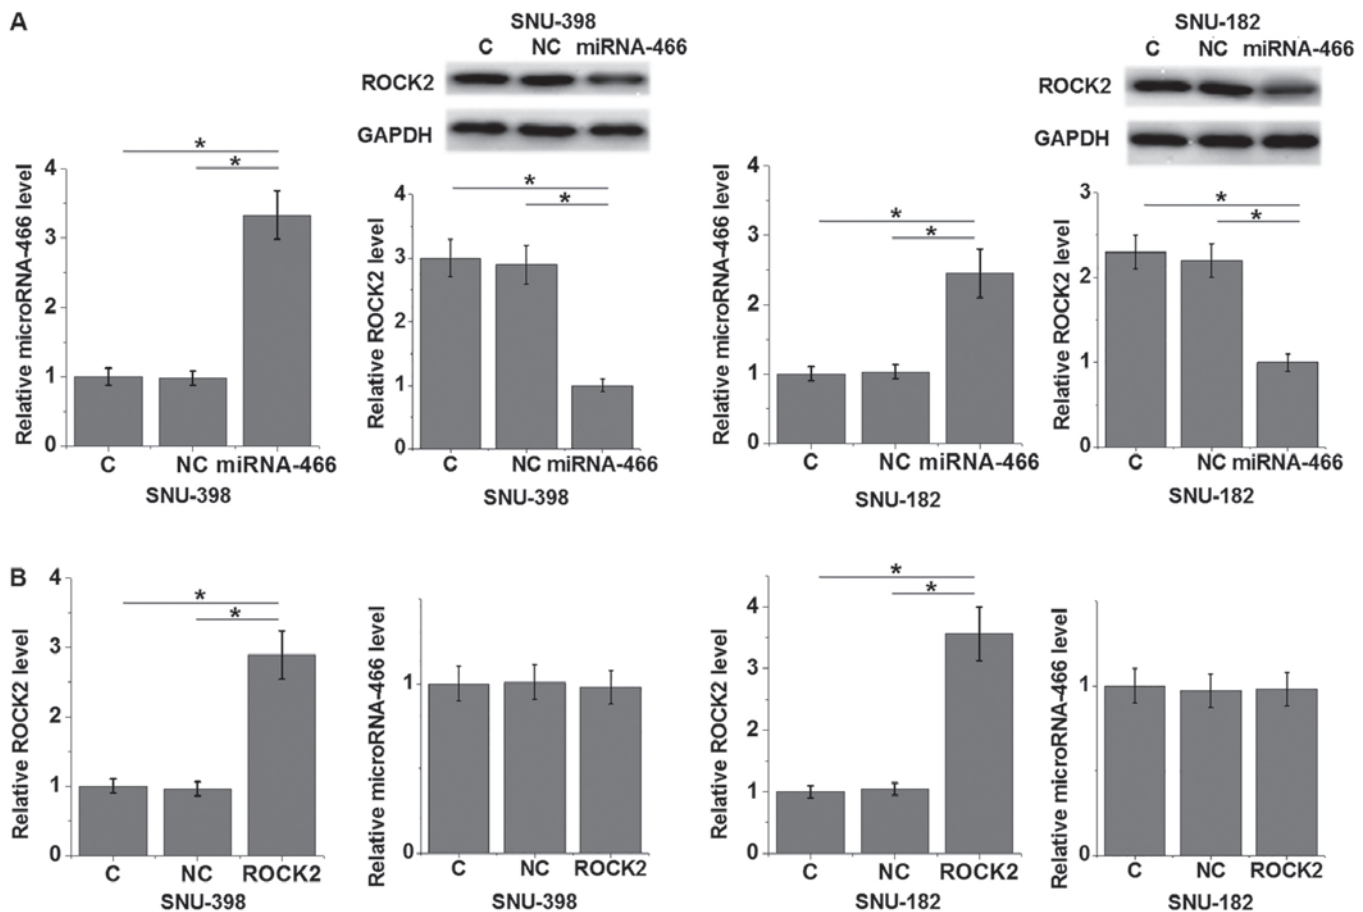 A
SNU-398
C NC miRNA-466
ROCK2
GAPDH
SNU-182
C NC miRNA-466
ROCK2
GAPDH
Relative microRNA-466 level
4
3
2
1
0
*
*
C NC miRNA-466
SNU-398
Relative ROCK2 level
4
3
2
1
0
*
*
C NC miRNA-466
SNU-398
Relative microRNA-466 level
4
3
2
1
0
*
*
C NC miRNA-466
SNU-182
Relative ROCK2 level
3
2
1
0
*
*
C NC miRNA-466
SNU-182
B
Relative ROCK2 level
4
3
2
1
0
*
*
C NC ROCK2
SNU-398
Relative microRNA-466 level
1
0
C NC ROCK2
SNU-398
Relative ROCK2 level
4
3
2
1
0
*
*
C NC ROCK2
SNU-182
Relative microRNA-466 level
1
0
C NC ROCK2
SNU-182